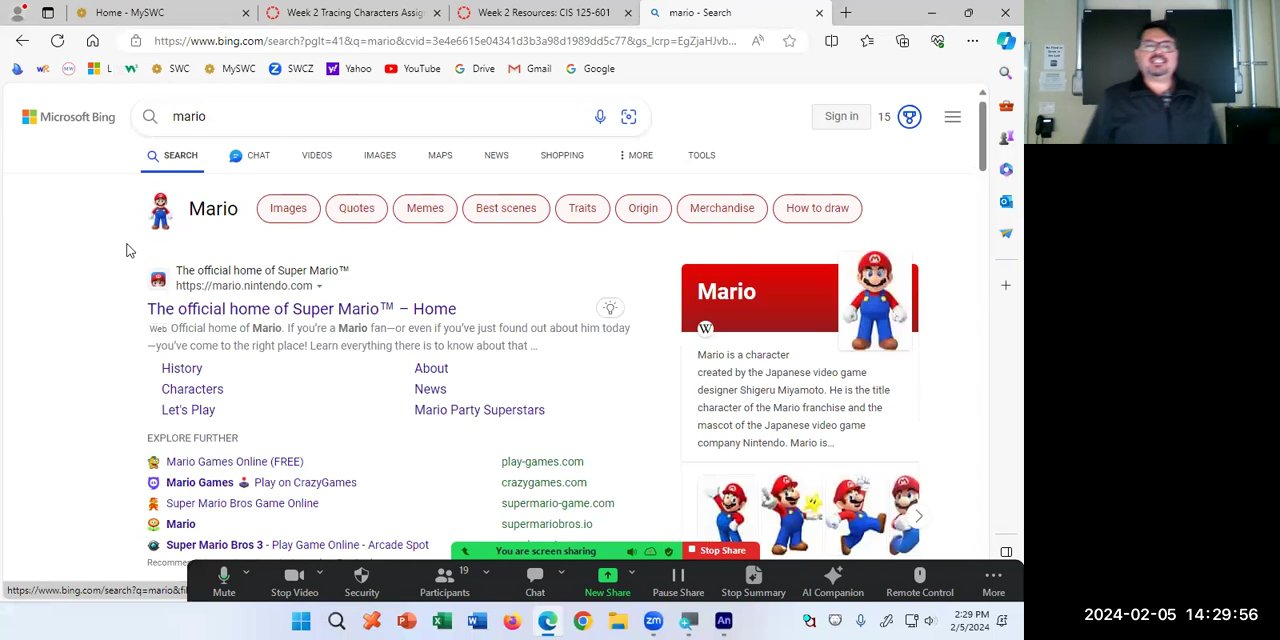 Home - MySWC
Week 2 Tracing Characters Assig
Week 2 Resources: CIS 125-601
mario - Search
https://www.bing.com/search?pglt=41&q=mario&cvid=3e4e6c5e04341d3b3a98d1989dd5c77&gs_lcrp=EgZjaHJvb...
L
SWC
MySWC
SWCZ
Yahoo
YouTube
Drive
Gmail
Google
Microsoft Bing
mario
Sign in
15
SEARCH
CHAT
VIDEOS
IMAGES
MAPS
NEWS
SHOPPING
MORE
TOOLS
Mario
Images
Quotes
Memes
Best scenes
Traits
Origin
Merchandise
How to draw
The official home of Super Mario™
https://mario.nintendo.com
The official home of Super Mario™ – Home
Web Official home of Mario. If you're a Mario fan—or even if you've just found out about him today
—you've come to the right place! Learn everything there is to know about that ...
History
About
Characters
News
Let's Play
Mario Party Superstars
EXPLORE FURTHER
Mario Games Online (FREE)
play-games.com
Mario Games Play on CrazyGames
crazygames.com
Super Mario Bros Game Online
supermario-game.com
Mario
supermariobros.io
Super Mario Bros 3 - Play Game Online - Arcade Spot
Mario
W
Mario is a character
created by the Japanese video game
designer Shigeru Miyamoto. He is the title
character of the Mario franchise and the
mascot of the Japanese video game
company Nintendo. Mario is...
You are screen sharing
Stop Share
https://www.bing.com/search?q=mario&
Mute
Stop Video
Security
19
Participants
Chat
New Share
Pause Share
Stop Summary
AI Companion
Remote Control
More
zm
An
2:29 PM
2/5/2024
2024-02-05 14:29:56